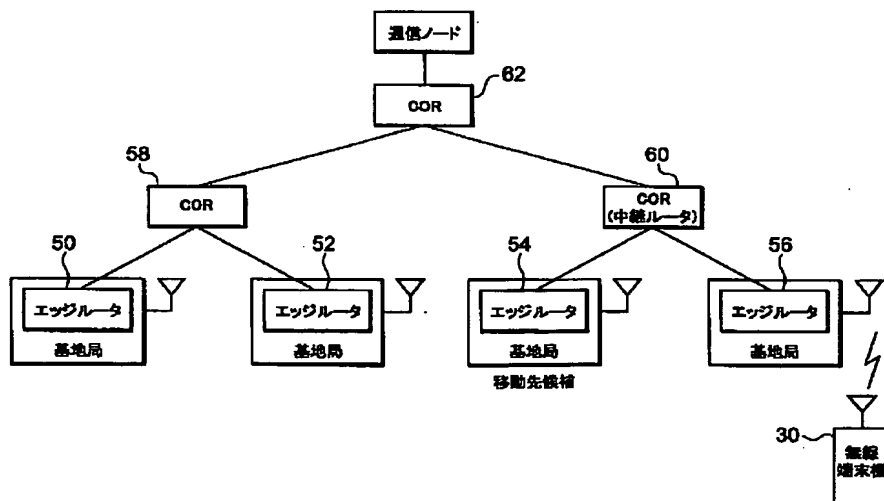 通信ノード
62
COR
58
60
COR
COR
(中継ルータ)
50
52
54
56
エッジルータ
エッジルータ
エッジルータ
エッジルータ
基地局
基地局
基地局
基地局
移動先候補
30
無線
端末機